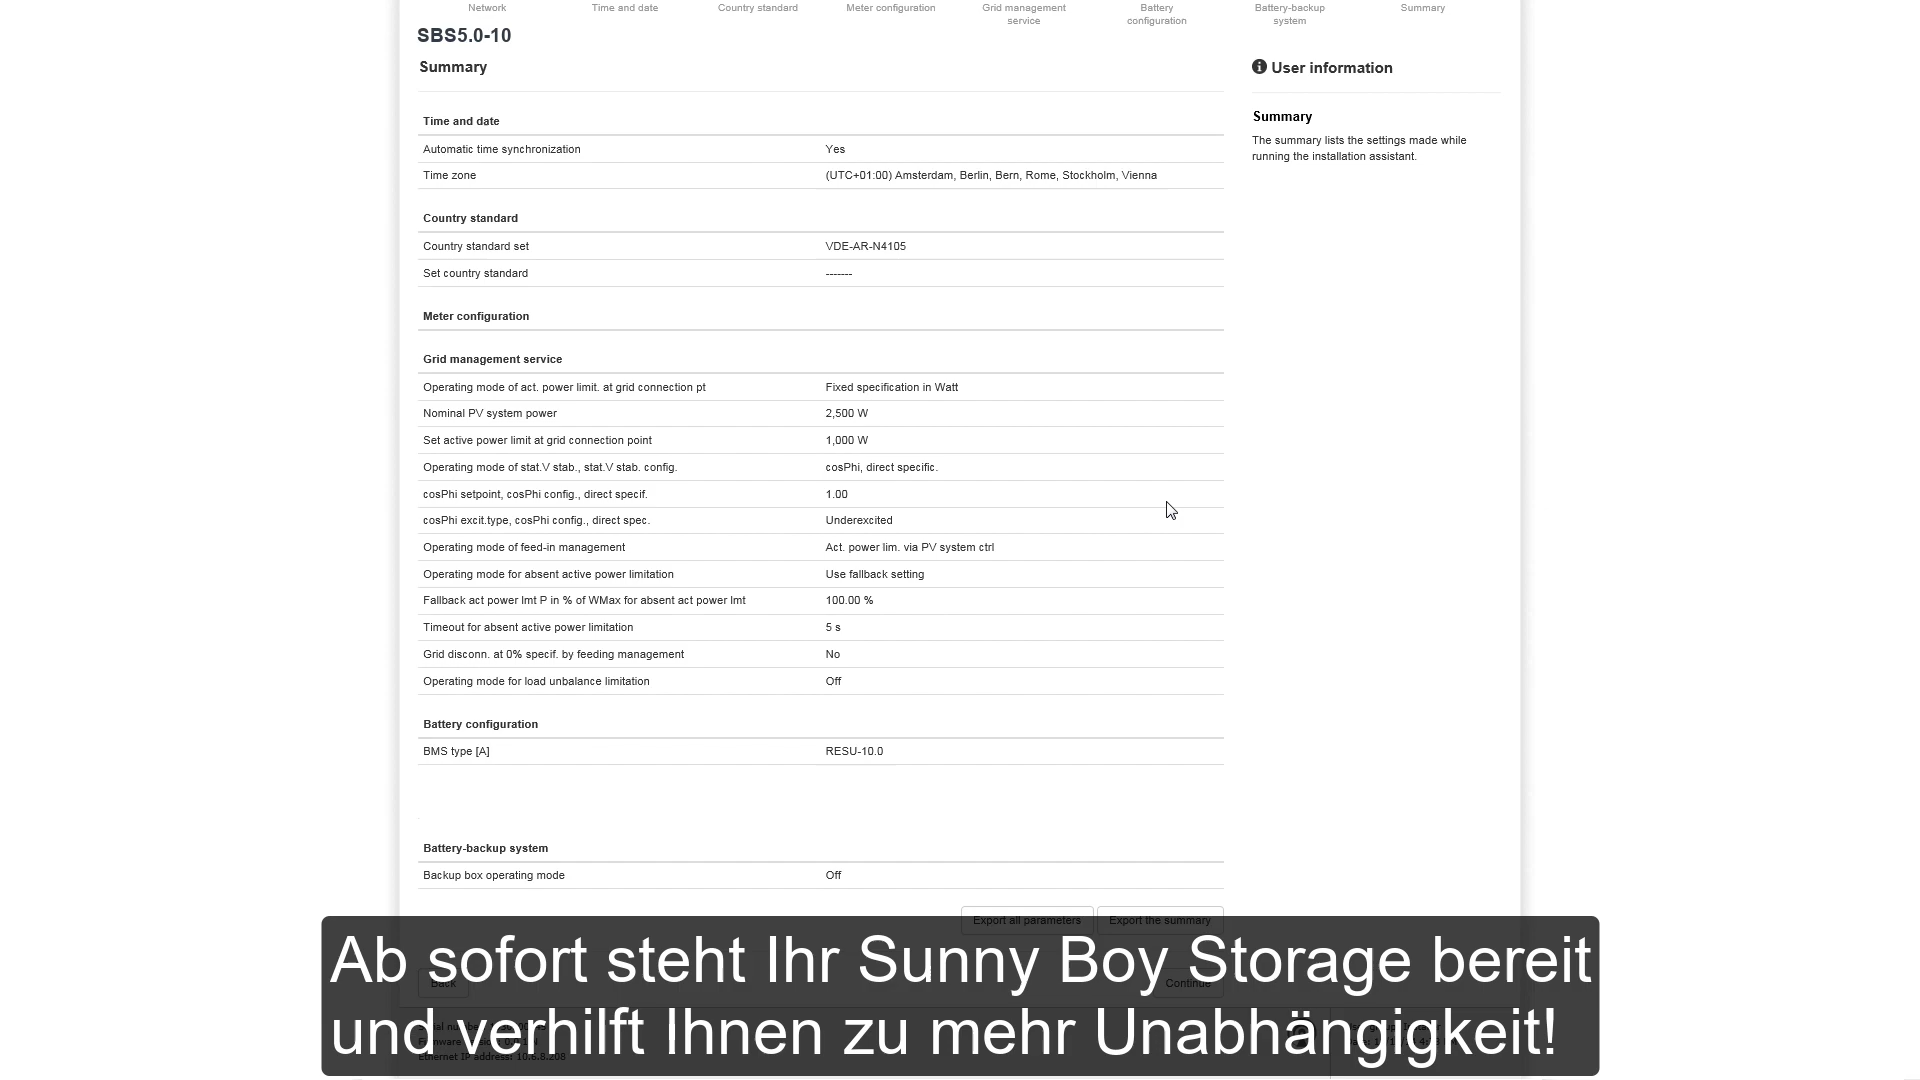 Network Time and date Country standard Meter configuration Grid management service Battery configuration Battery-backup system Summary
SBS5.0-10
Summary
Time and date
Automatic time synchronization Yes
Time zone (UTC+01:00) Amsterdam, Berlin, Bern, Rome, Stockholm, Vienna
Country standard
Country standard set VDE-AR-N4105
Set country standard -------
Meter configuration
Grid management service
Operating mode of act. power limit. at grid connection pt Fixed specification in Watt
Nominal PV system power 2,500 W
Set active power limit at grid connection point 1,000 W
Operating mode of stat.V stab., stat.V stab. config. cosPhi, direct specific.
cosPhi setpoint, cosPhi config., direct specif. 1.00
cosPhi excit.type, cosPhi config., direct spec. Underexcited
Operating mode of feed-in management Act. power lim. via PV system ctrl
Operating mode for absent active power limitation Use fallback setting
Fallback act power lmt P in % of WMax for absent act power lmt 100.00 %
Timeout for absent active power limitation 5 s
Grid disconn. at 0% specif. by feeding management No
Operating mode for load unbalance limitation Off
Battery configuration
BMS type [A] RESU-10.0
Battery-backup system
Backup box operating mode Off
Export all parameters Export the summary
Back Continue
Ethernet IP address: 10.6.8.208
User information
Summary
The summary lists the settings made while
running the installation assistant.
Ab sofort steht Ihr Sunny Boy Storage bereit
und verhilft Ihnen zu mehr Unabhängigkeit!